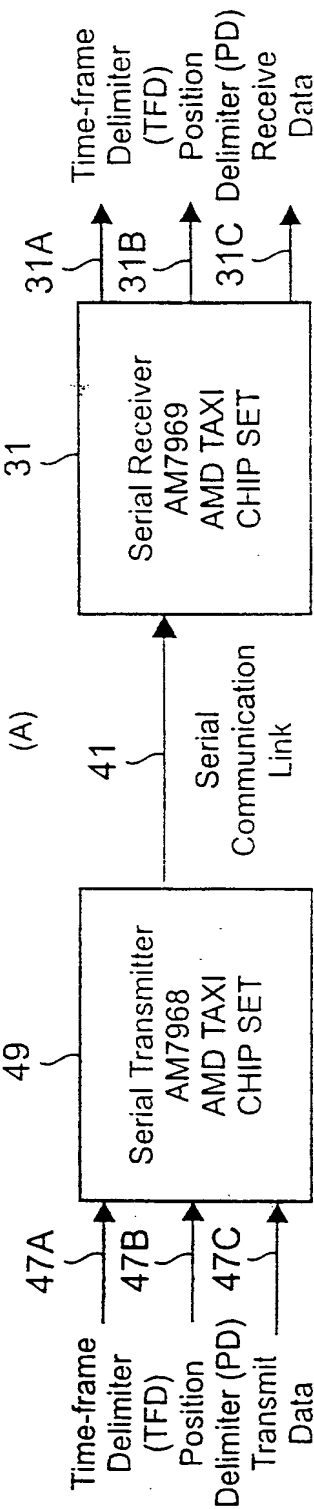 (A)
Time-frame
Delimiter
(TFD)
Position
Delimiter (PD)
Transmit
Data
47A
47B
47C
49
Serial Transmitter
AM7968
AMD TAXI
CHIP SET
41
Serial
Communication
Link
31
Serial Receiver
AM7969
AMD TAXI
CHIP SET
31A
31B
31C
Time-frame
Delimiter
(TFD)
Position
Delimiter (PD)
Receive
Data